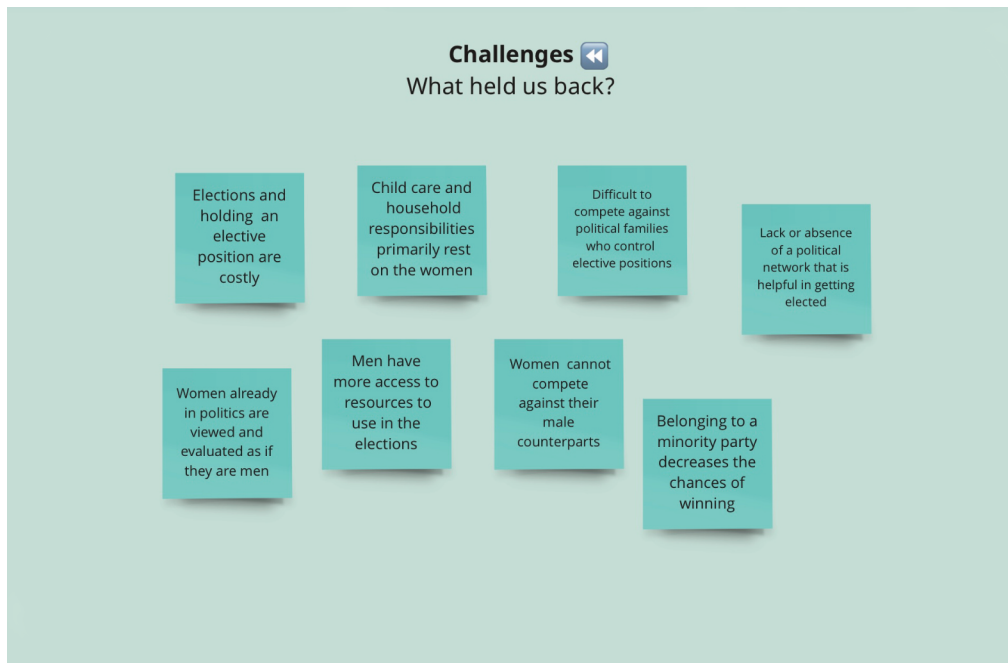 Challenges ⏪
What held us back?
Elections and
holding an
elective
position are
costly
Child care and
household
responsibilities
primarily rest
on the women
Difficult to
compete against
political families
who control
elective positions
Lack or absence
of a political
network that is
helpful in getting
elected
Women already
in politics are
viewed and
evaluated as if
they are men
Men have
more access to
resources to
use in the
elections
Women cannot
compete
against their
male
counterparts
Belonging to a
minority party
decreases the
chances of
winning